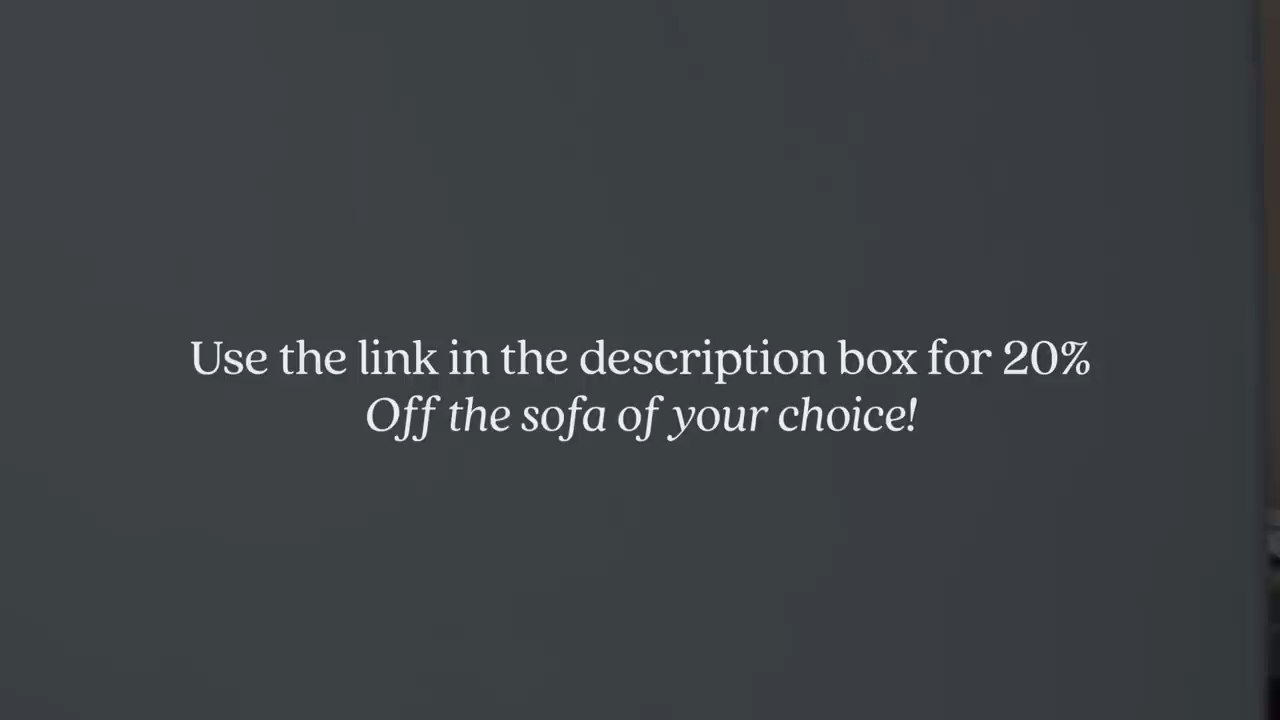 Use the link in the description box for 20%
Off the sofa of your choice!